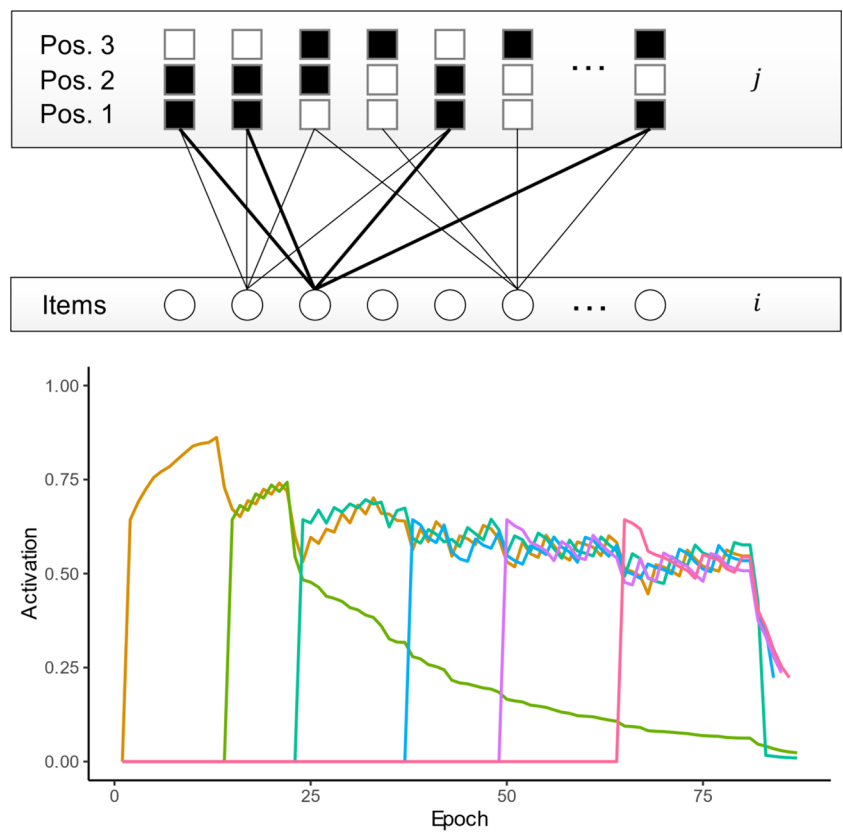 Pos. 3
Pos. 2
...
j
Pos. 1
Items
...
i
1.00
0.75
0.50
0.25
0.00
Activation
0 25 50 75
Epoch